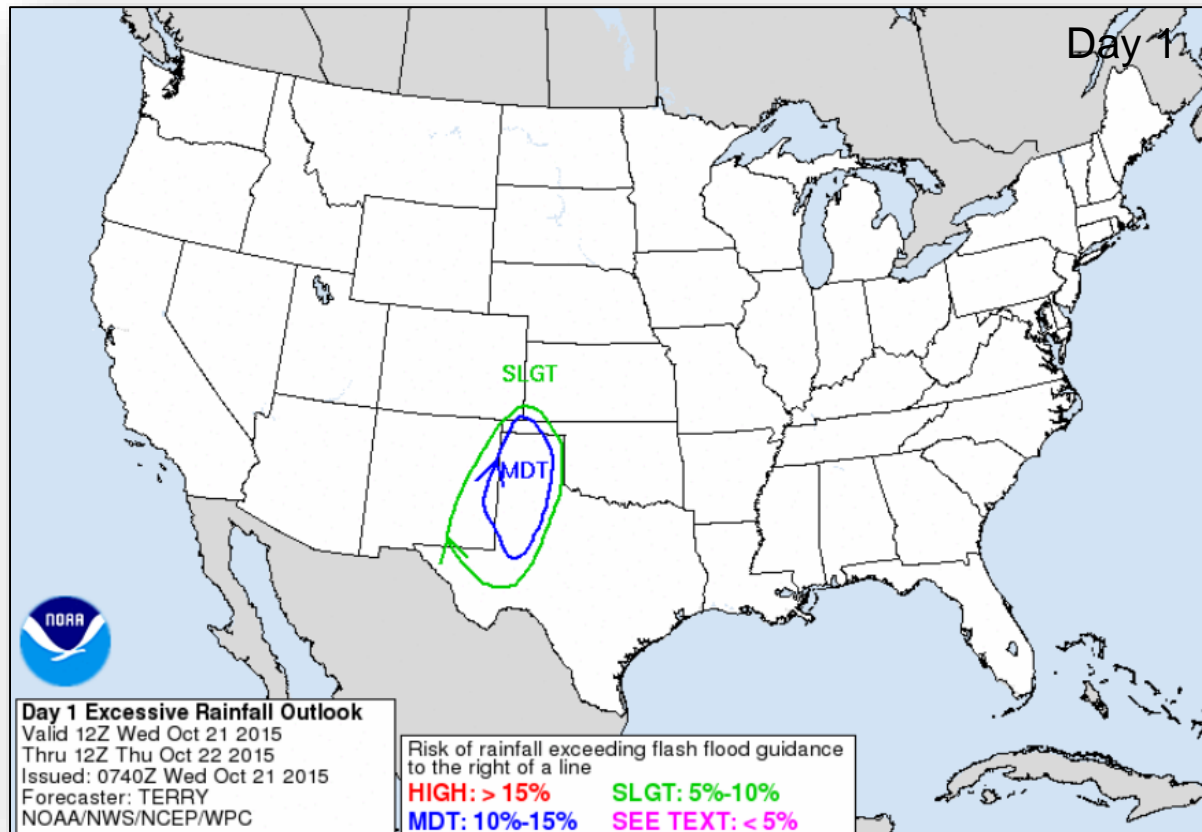 Day 1
SLGT
MDT
NOAA
Day 1 Excessive Rainfall Outlook
Valid 12Z Wed Oct 21 2015
Thru 12Z Thu Oct 22 2015
Issued: 0740Z Wed Oct 21 2015
Forecaster: TERRY
NOAA/NWS/NCEP/WPC
Risk of rainfall exceeding flash flood guidance
to the right of a line
HIGH: > 15% SLGT: 5%-10%
MDT: 10%-15% SEE TEXT: < 5%